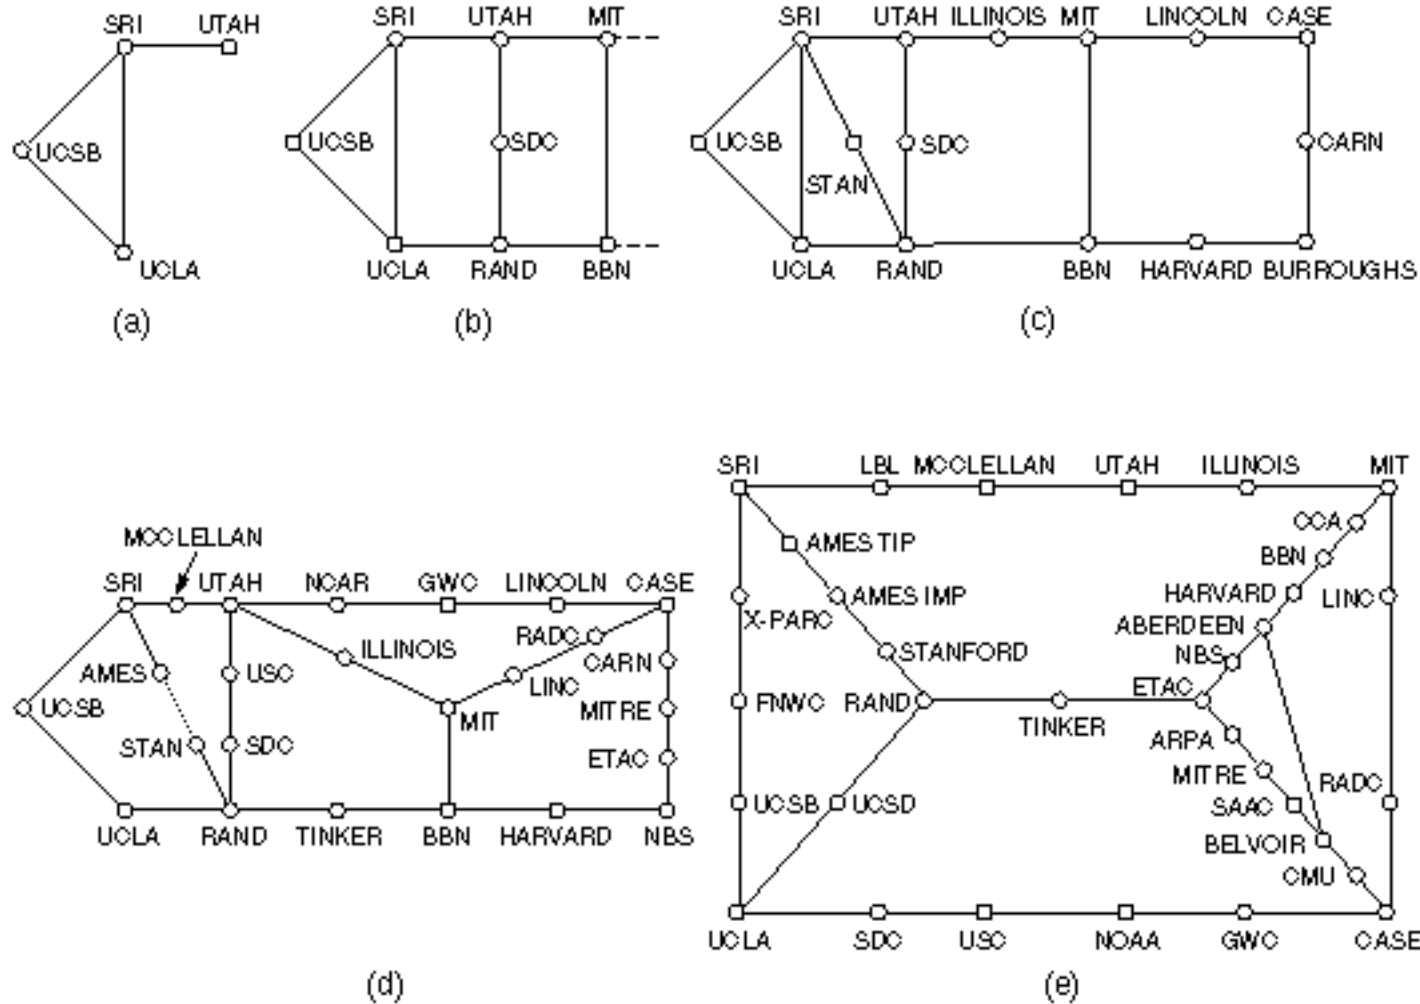 SRI UTAH
UCSB
UCLA
(a)
SRI UTAH MIT
UCSB SDC
UCLA RAND BBN
(b)
SRI UTAH ILLINOIS MIT LINCOLN CASE
UCSB SDC CARN
STAN
UCLA RAND BBN HARVARD BURROUGHS
(c)
MCCLELLAN
SRI UTAH NCAR GWC LINCOLN CASE
RADC
ILLINOIS
CARN
AMES USC
LINC
UCSB MIT MITRE
STAN SDC
ETAC
UCLA RAND TINKER BBN HARVARD NBS
(d)
SRI LBL MCCLELLAN UTAH ILLINOIS MIT
CCA
AMES TIP
BBN
AMES IMP HARVARD LINC
X-PARC
ABERDEEN
STANFORD NBS
ETAC
FNWC RAND
TINKER
ARPA
MITRE
RADC
UCSB UCSD SAAC
BELVOIR
CMU
UCLA SDC USC NOAA GWC CASE
(e)